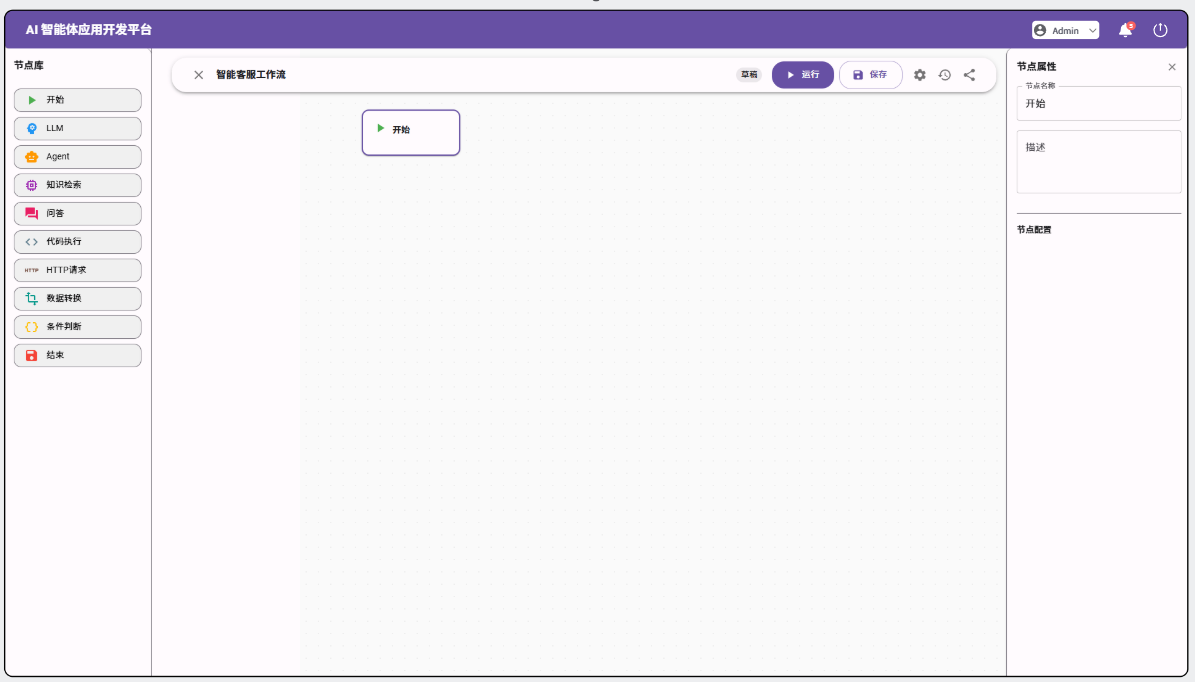 AI 智能体应用开发平台
Admin
5
节点库
开始
LLM
Agent
知识检索
问答
代码执行
HTTP HTTP请求
数据转换
条件判断
结束
智能客服工作流
草稿
运行
保存
开始
节点属性
节点名称
开始
描述
节点配置